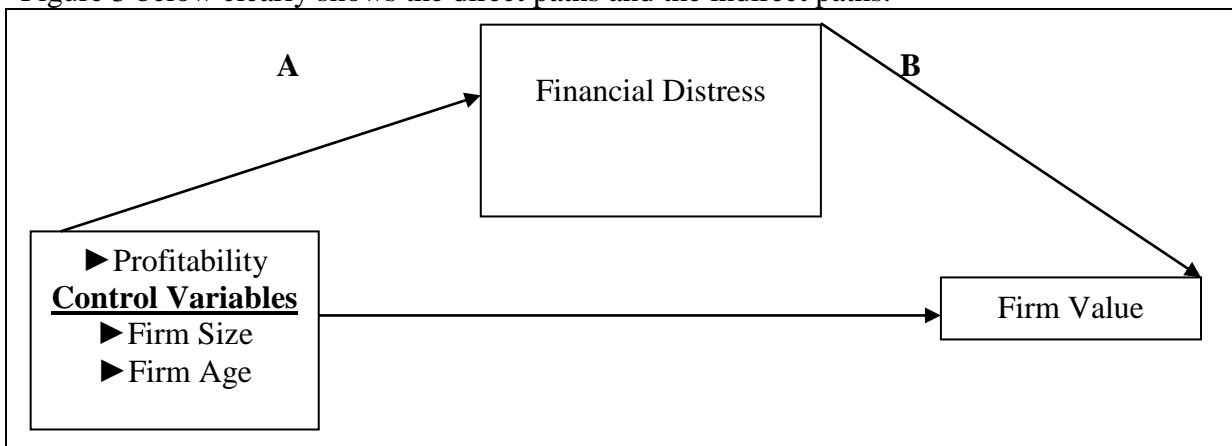 Figure 3 below clearly shows the direct paths and the indirect paths.
A
B
Financial Distress
►Profitability
Control Variables
►Firm Size
►Firm Age
Firm Value